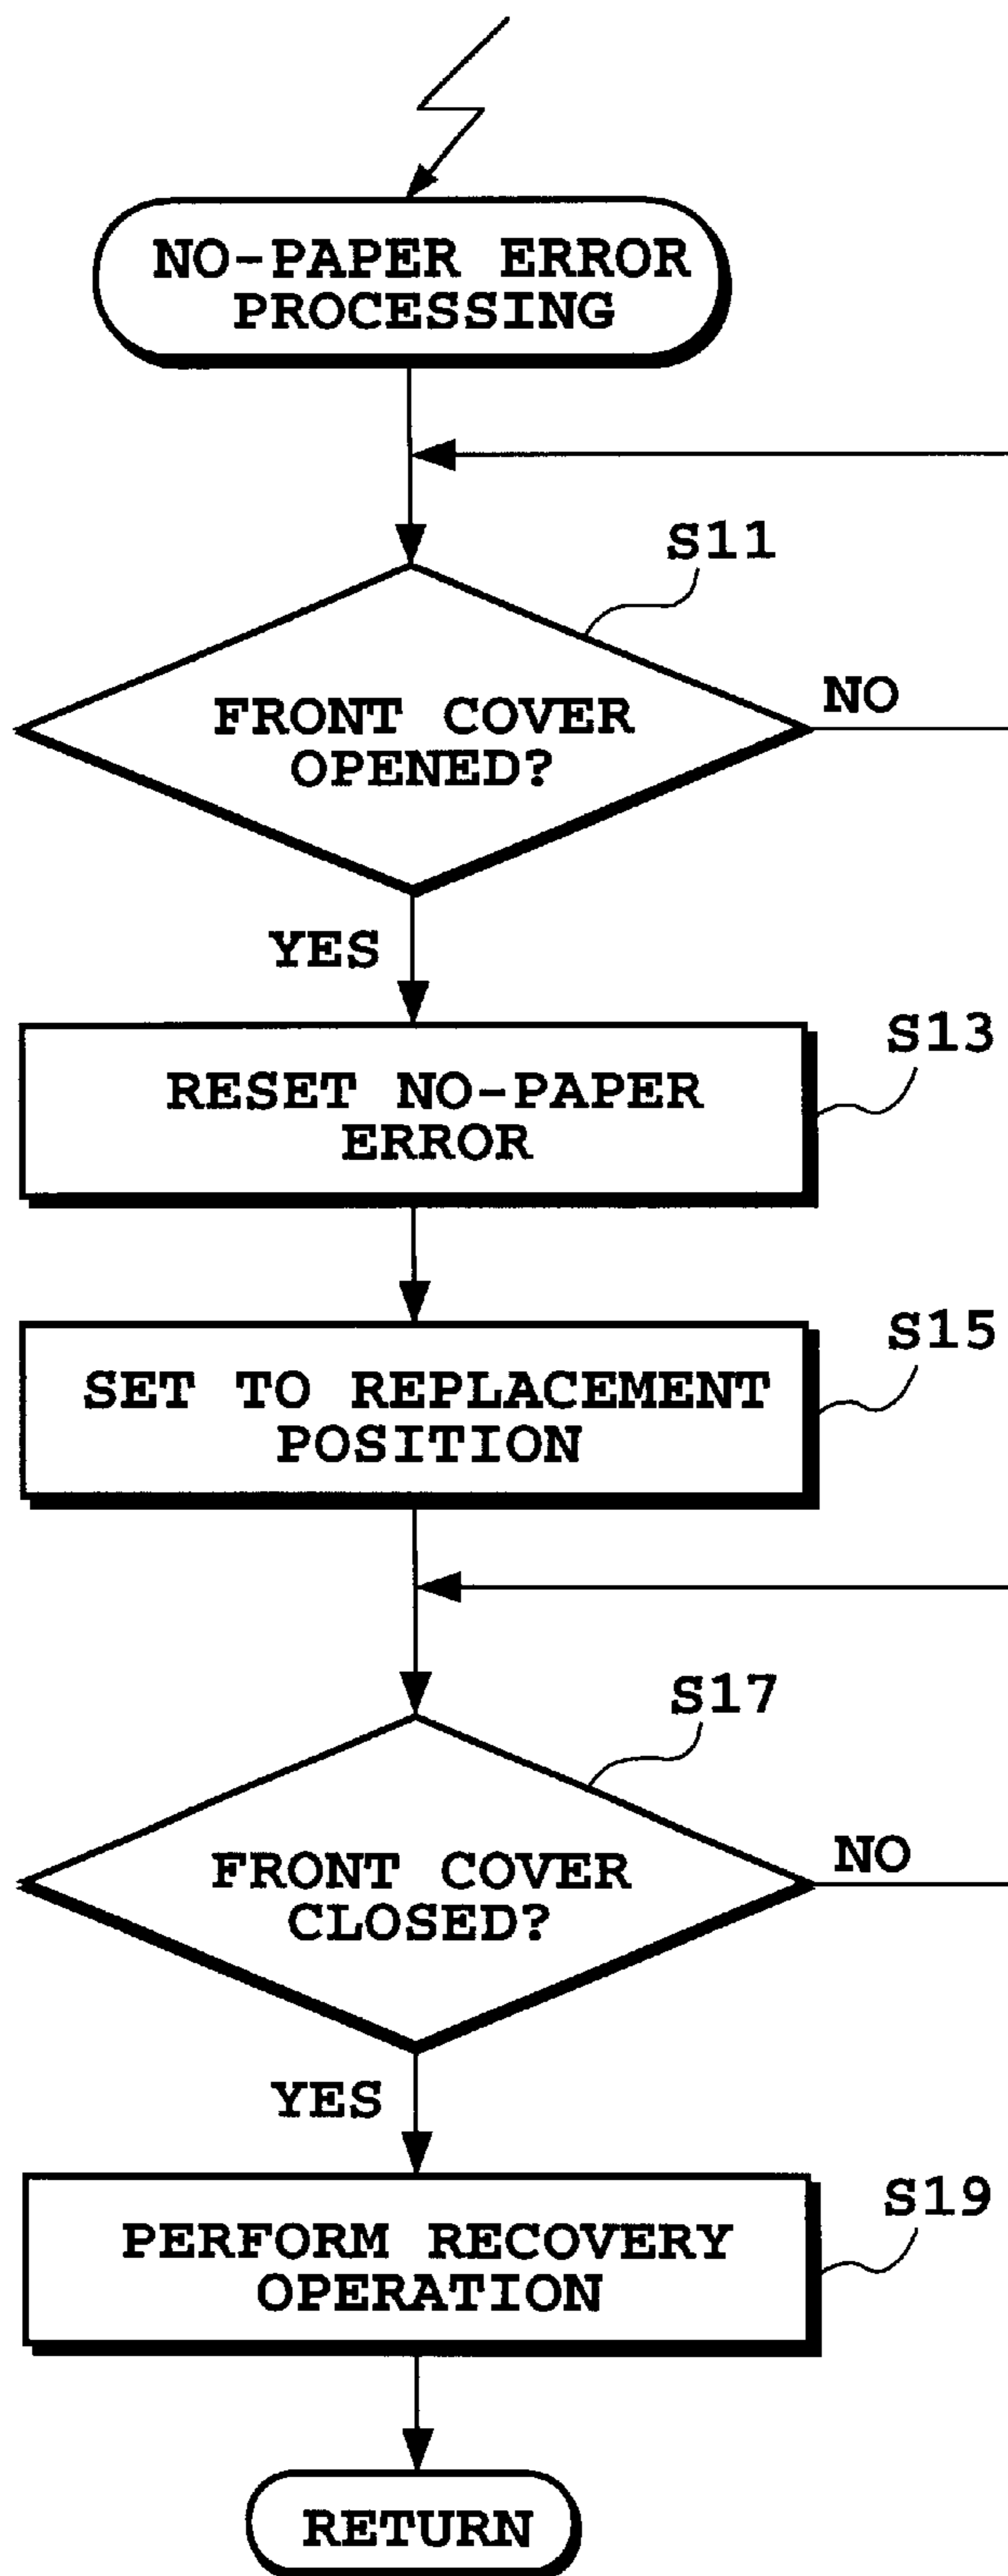 NO-PAPER ERROR
PROCESSING
S11
FRONT COVER
OPENED?
NO
YES
S13
RESET NO-PAPER
ERROR
S15
SET TO REPLACEMENT
POSITION
S17
FRONT COVER
CLOSED?
NO
YES
S19
PERFORM RECOVERY
OPERATION
RETURN